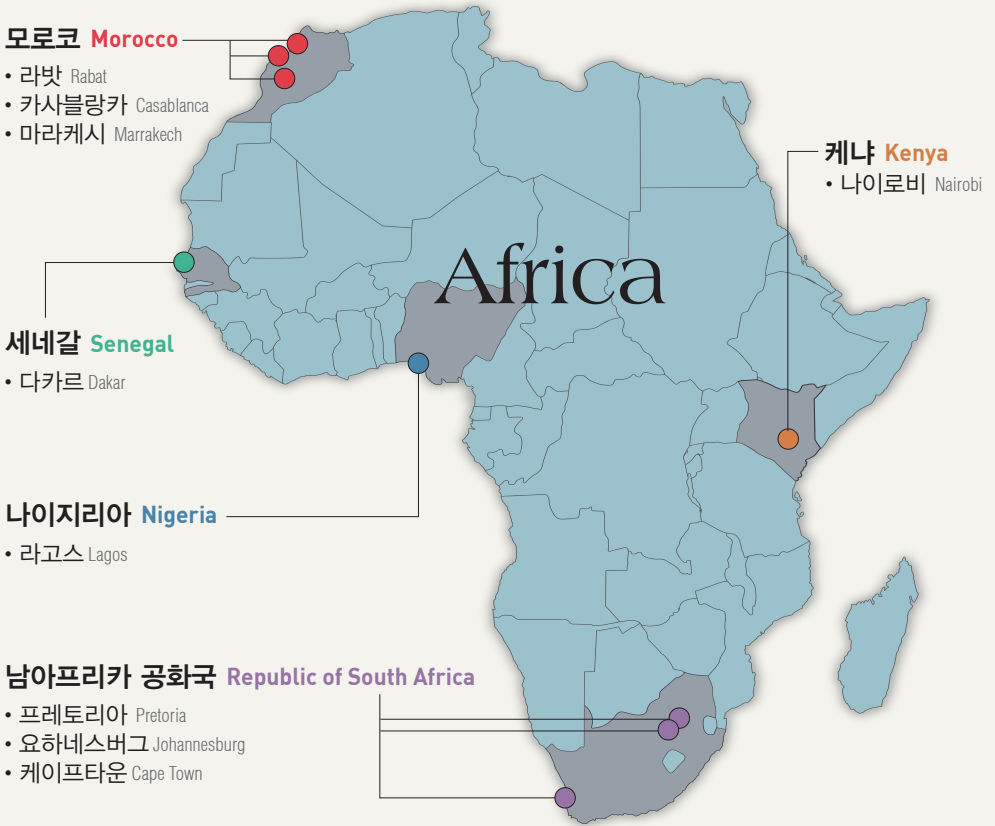 모로코 Morocco
• 라밧 Rabat
• 카사블랑카 Casablanca
• 마라케시 Marrakech
케냐 Kenya
• 나이로비 Nairobi
Africa
세네갈 Senegal
• 다카르 Dakar
나이지리아 Nigeria
• 라고스 Lagos
남아프리카 공화국 Republic of South Africa
• 프레토리아 Pretoria
• 요하네스버그 Johannesburg
• 케이프타운 Cape Town